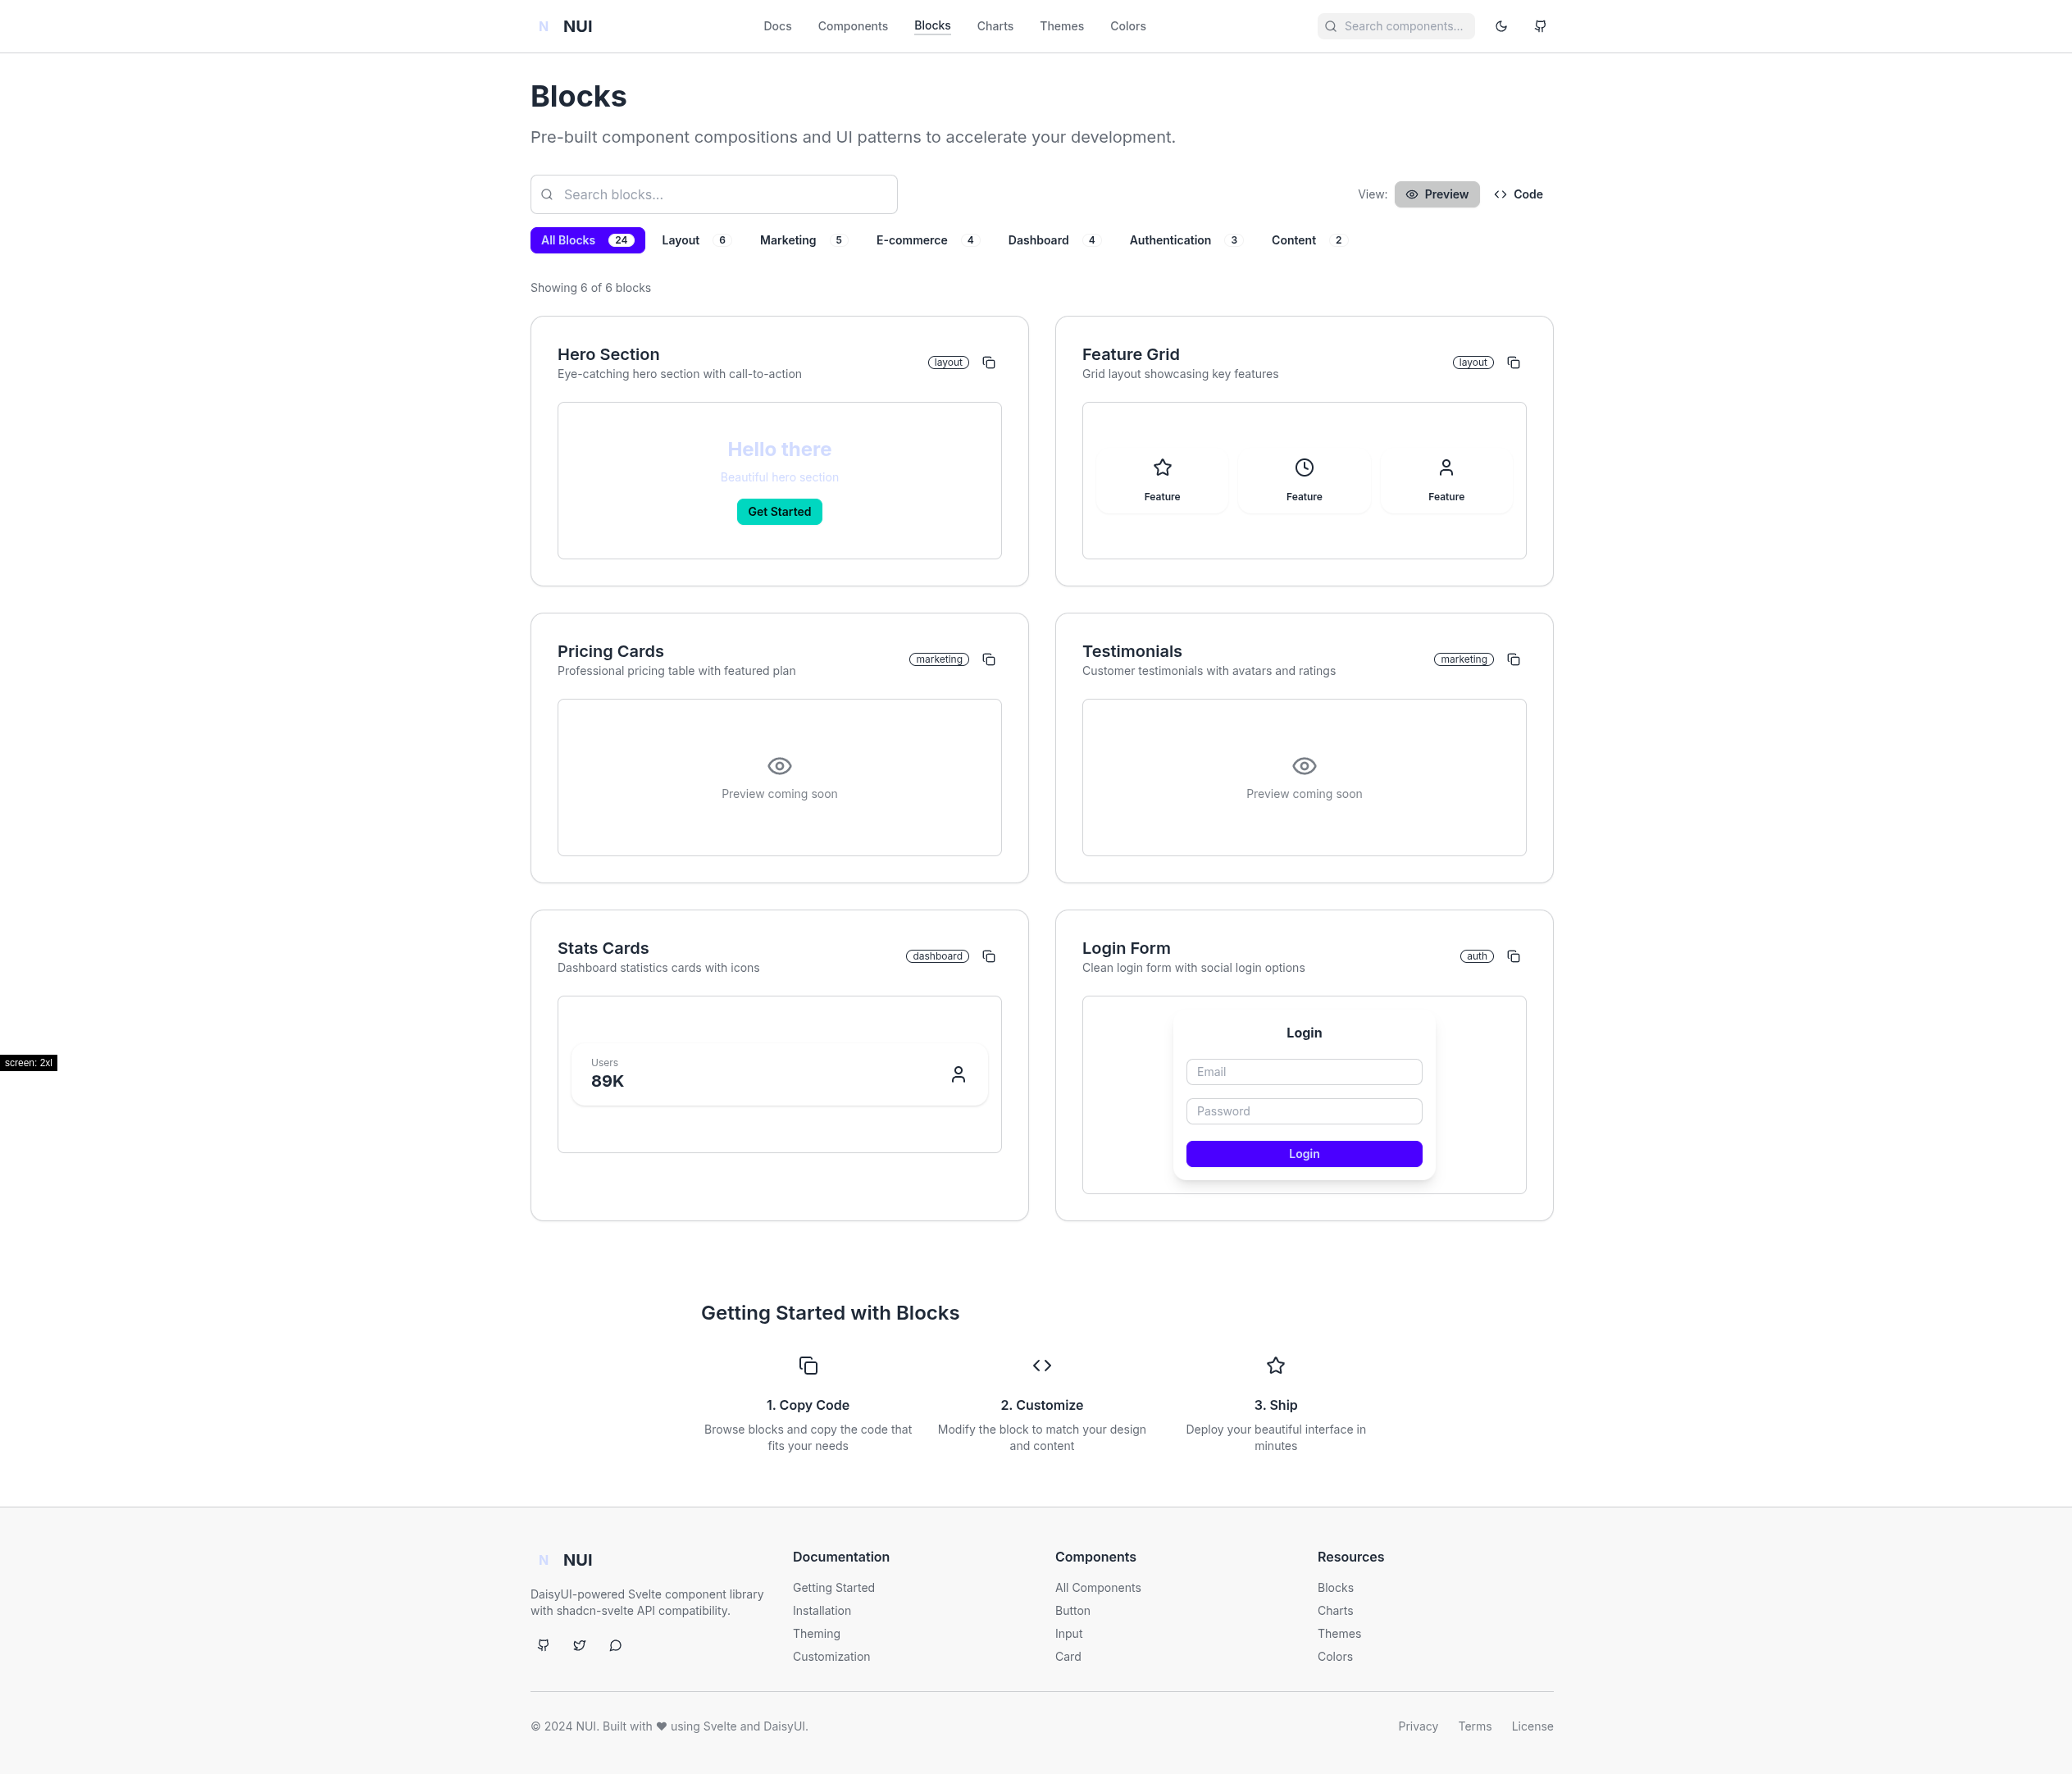 N NUI
Docs Components Blocks Charts Themes Colors
Search components...
Blocks
Pre-built component compositions and UI patterns to accelerate your development.
Search blocks...
View: Preview Code
All Blocks 24 Layout 6 Marketing 5 E-commerce 4 Dashboard 4 Authentication 3 Content 2
Showing 6 of 6 blocks
Hero Section
Eye-catching hero section with call-to-action
layout
Hello there
Beautiful hero section
Get Started
Feature Grid
Grid layout showcasing key features
layout
Feature Feature Feature
Pricing Cards
Professional pricing table with featured plan
marketing
Preview coming soon
Testimonials
Customer testimonials with avatars and ratings
marketing
Preview coming soon
Stats Cards
Dashboard statistics cards with icons
dashboard
Users
89K
Login Form
Clean login form with social login options
auth
Login
Email
Password
Login
screen: 2xl
Getting Started with Blocks
1. Copy Code
Browse blocks and copy the code that
fits your needs
2. Customize
Modify the block to match your design
and content
3. Ship
Deploy your beautiful interface in
minutes
N NUI
DaisyUI-powered Svelte component library
with shadcn-svelte API compatibility.
Documentation
Getting Started
Installation
Theming
Customization
Components
All Components
Button
Input
Card
Resources
Blocks
Charts
Themes
Colors
© 2024 NUI. Built with ♥ using Svelte and DaisyUI.
Privacy Terms License